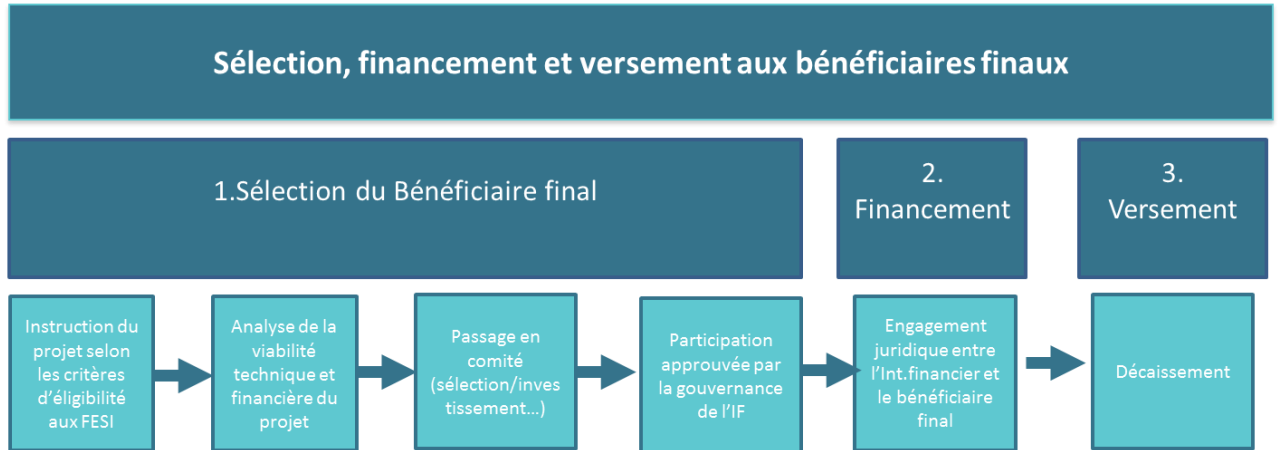 Sélection, financement et versement aux bénéficiaires finaux
1.Sélection du Bénéficiaire final
2.
Financement
3.
Versement
Instruction du
projet selon
les critères
d’éligibilité
aux FESI
Analyse de la
viabilité
technique et
financière du
projet
Passage en
comité
(sélection/inves
tissement…)
Participation
approuvée par
la gouvernance
de l’IF
Engagement
juridique entre
l’Int.financier et
le bénéficiaire
final
Décaissement